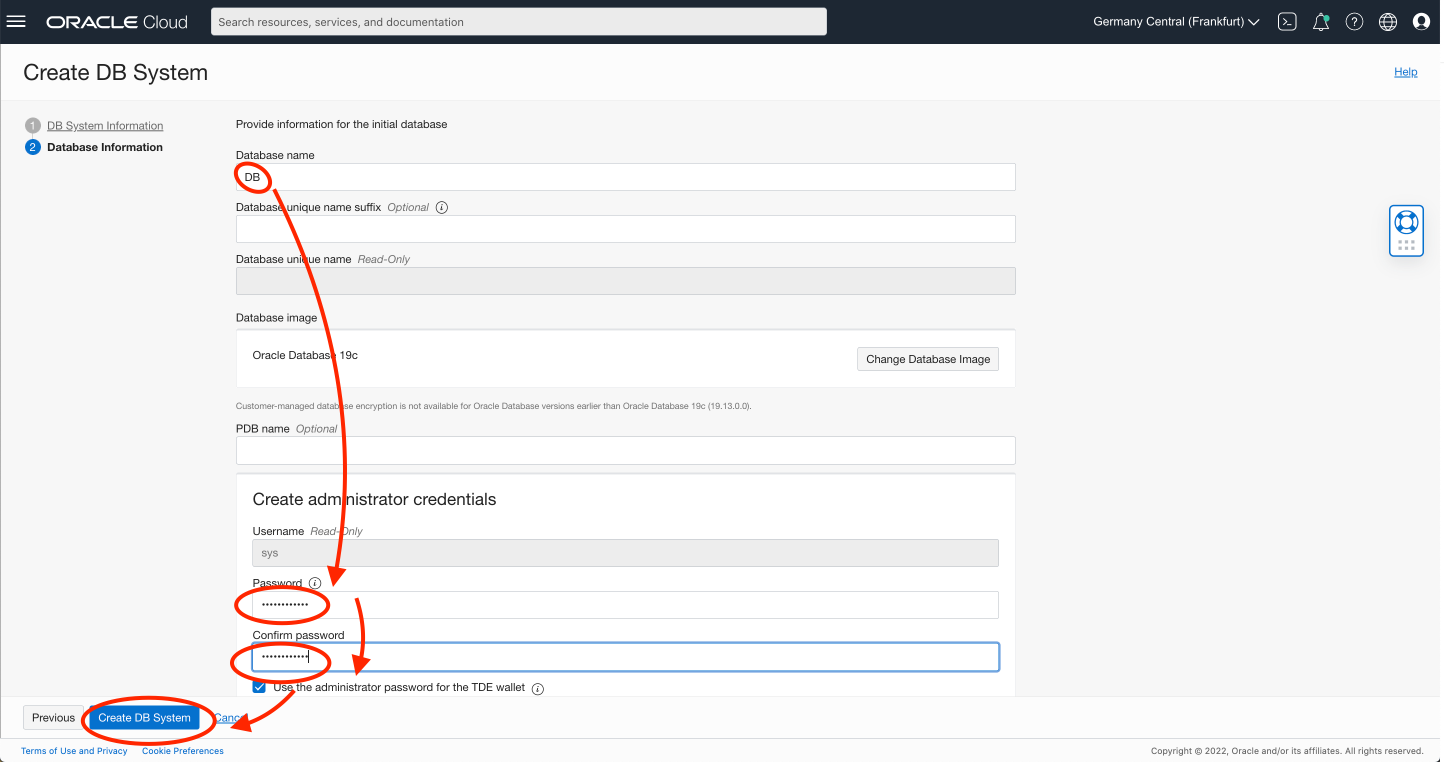 ORACLE Cloud
Search resources, services, and documentation
Germany Central (Frankfurt)
Create DB System
Help
1 DB System Information
2 Database Information
Provide information for the initial database
Database name
DB
Database unique name suffix Optional
Database unique name Read-Only
Database image
Oracle Database 19c
Change Database Image
Customer-managed database encryption is not available for Oracle Database versions earlier than Oracle Database 19c (19.13.0.0).
PDB name Optional
Create administrator credentials
Username Read-Only
sys
Password
••••••••••••
Confirm password
••••••••••••
Use the administrator password for the TDE wallet
Previous
Create DB System
Cancel
Terms of Use and Privacy
Cookie Preferences
Copyright © 2022, Oracle and/or its affiliates. All rights reserved.